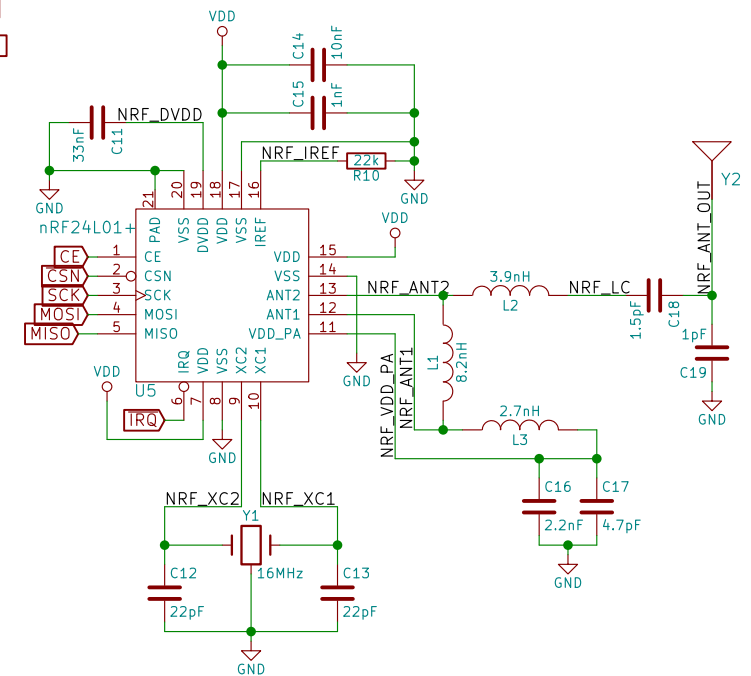 VDD
C14
10nF
C15
1nF
NRF_DVDD
33nF
C11
NRF_IREF
22k
R10
GND
GND
Y2
nRF24L01+
21
20
19
18
17
16
PAD
VSS
DVDD
VDD
VSS
IREF
VDD
NRF_ANT_OUT
CE
1
CE
VDD
15
CSN
2
CSN
VSS
14
SCK
3
SCK
ANT2
13
NRF_ANT2
3.9nH
L2
NRF_LC
1.5pF
C18
MOSI
4
MOSI
ANT1
12
MISO
5
MISO
VDD_PA
11
1pF
C19
GND
L1
8.2nH
GND
NRF_VDD_PA
NRF_ANT1
IRQ
VDD
VSS
XC2
XC1
VDD
U5
6
7
8
9
10
IRQ
GND
2.7nH
L3
C16
2.2nF
C17
4.7pF
GND
NRF_XC2
NRF_XC1
Y1
16MHz
C12
22pF
C13
22pF
GND